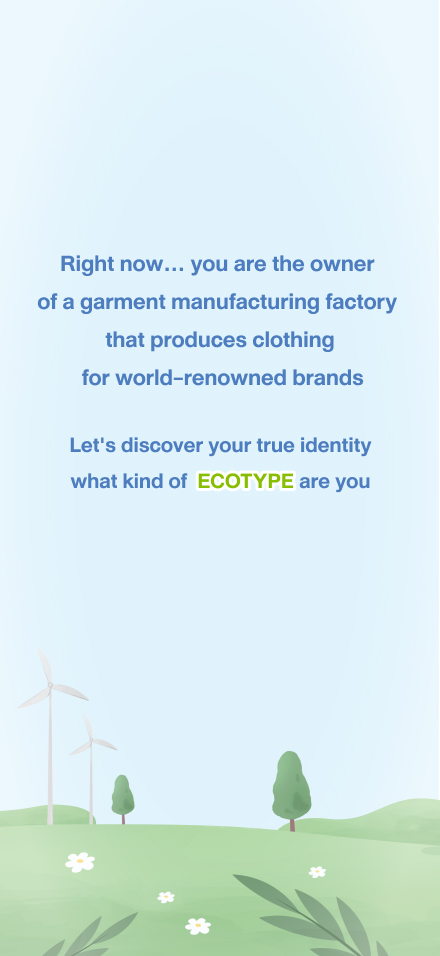 Right now... you are the owner
of a garment manufacturing factory
that produces clothing
for world-renowned brands
Let's discover your true identity
what kind of ECOTYPE are you